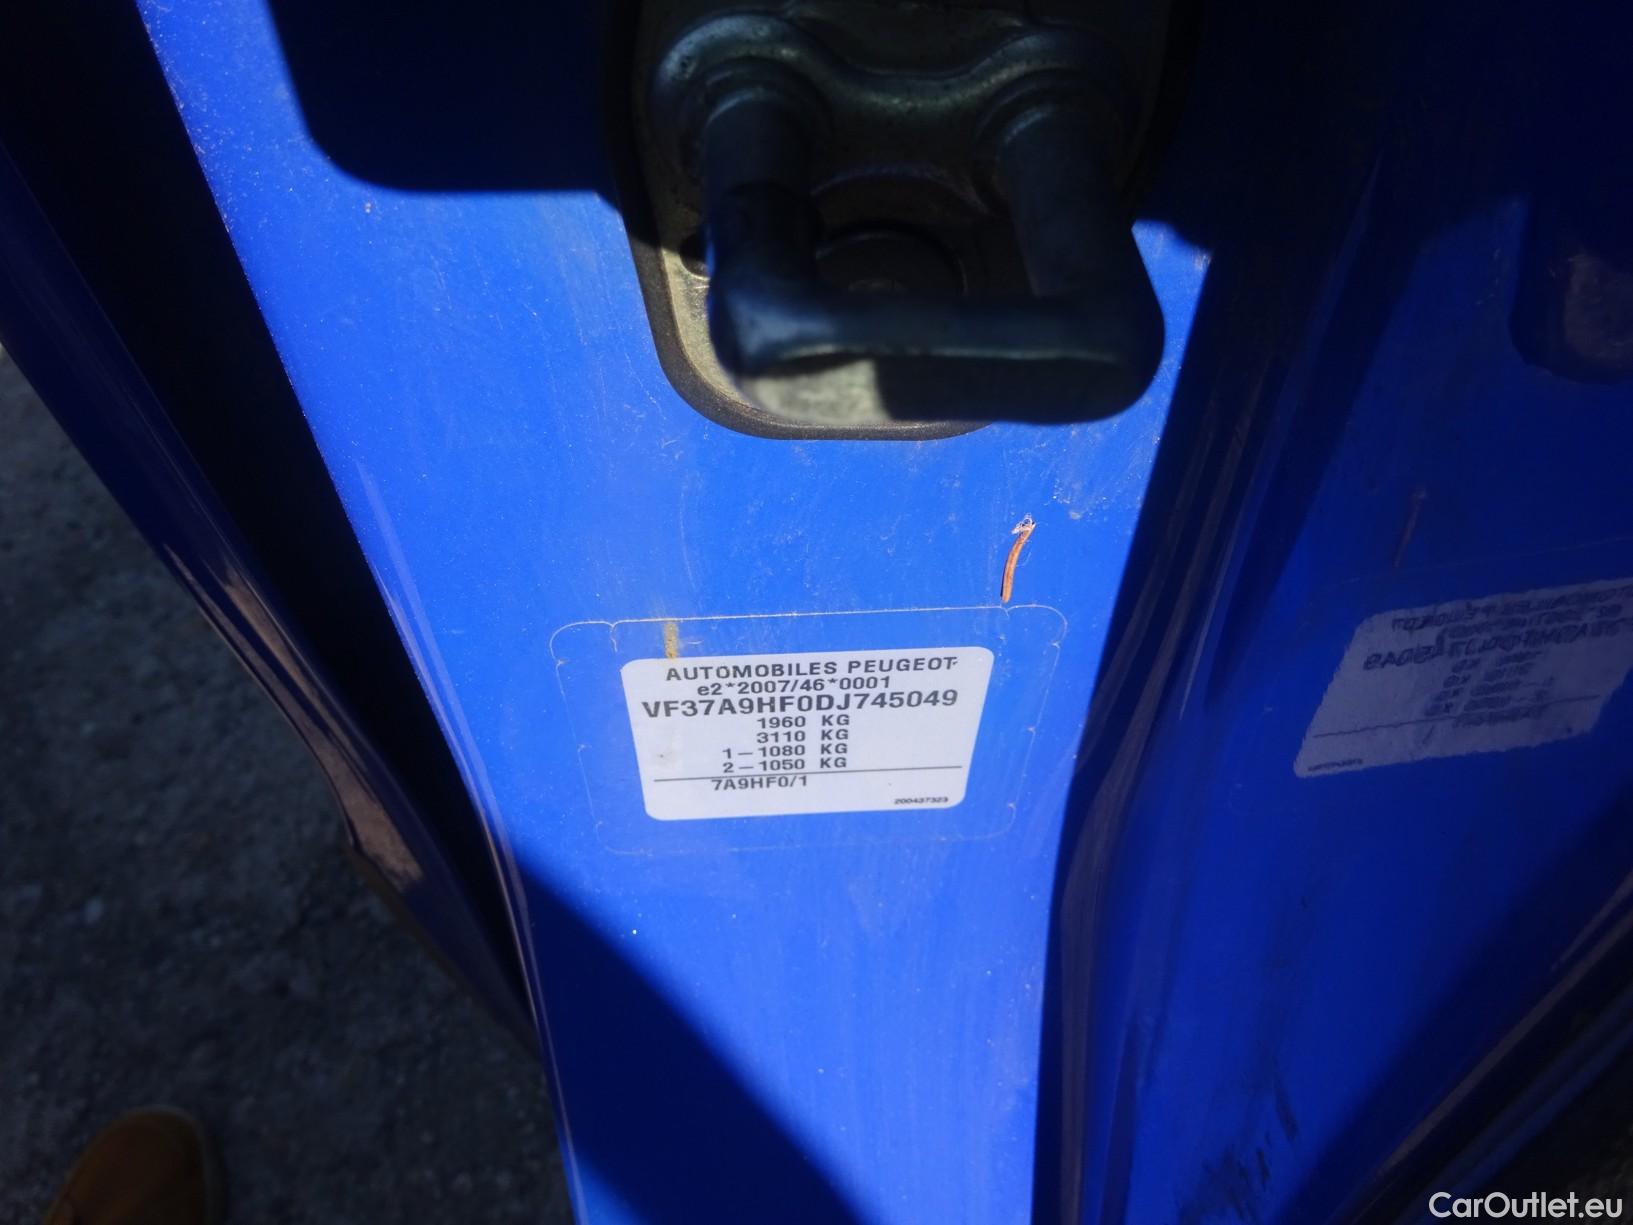 AUTOMOBILES PEUGEOT
e2*2007/46*0001
VF37A9HF0DJ745049
1960 KG
3110 KG
1-1080 KG
2-1050 KG
7A9HF0/1
200437323
CarOutlet.eu